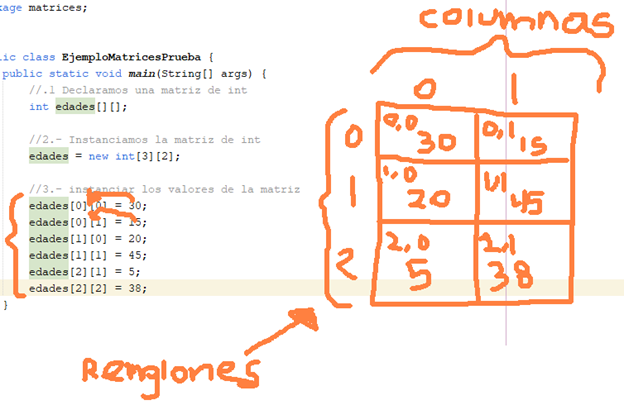 kage matrices;
lic class EjemploMatricesPrueba {
public static void main(String[] args) {
//.1 Declaramos una matriz de int
int edades[][];
//2.- Instanciamos la matriz de int
edades = new int[3][2];
//3.- instanciar los valores de la matriz
edades[0][0] = 30;
edades[0][1] = 15;
edades[1][0] = 20;
edades[1][1] = 45;
edades[2][1] = 5;
edades[2][2] = 38;
}
columnas
0 1
0 0,0 30 0,1 15
1 1,0 20 1,1 45
2 2,0 5 2,1 38
Renglones